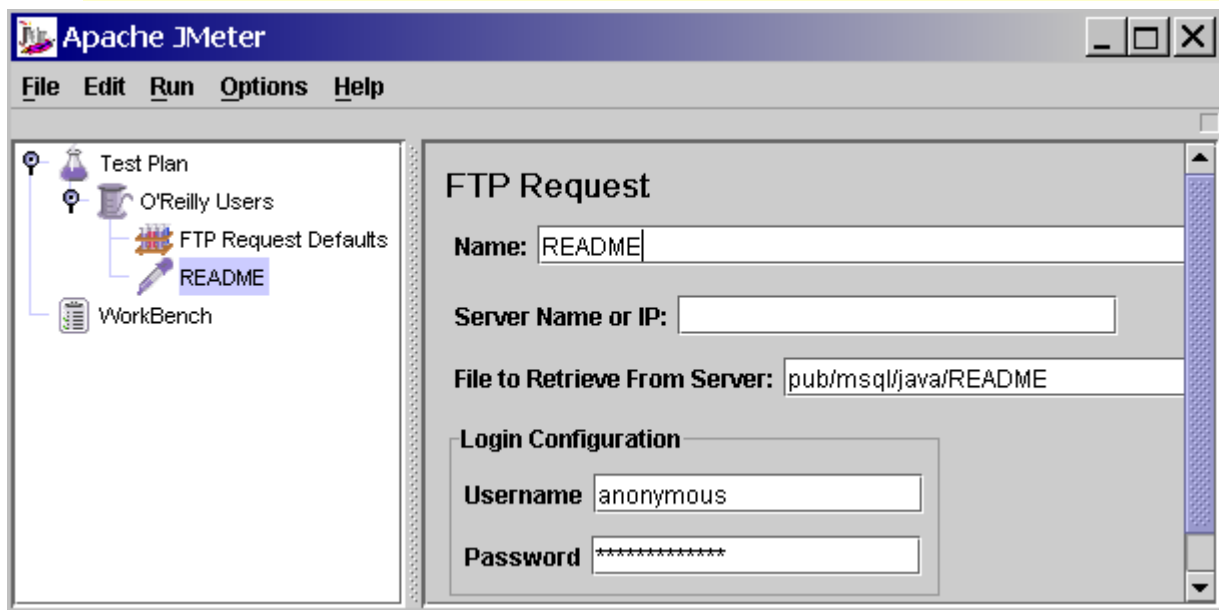 Apache JMeter
File Edit Run Options Help
Test Plan
O'Reilly Users
FTP Request Defaults
README
WorkBench
FTP Request
Name: README
Server Name or IP:
File to Retrieve From Server: pub/msql/java/README
Login Configuration
Username anonymous
Password *************